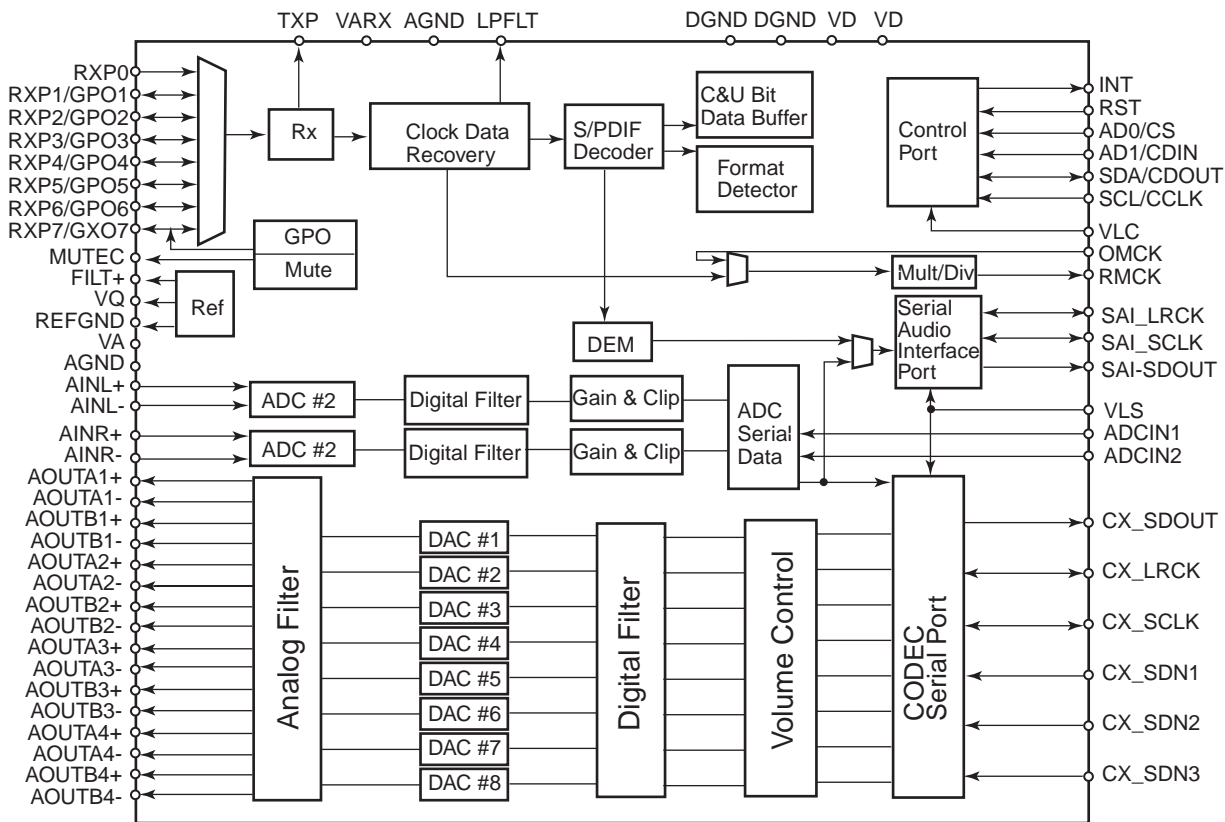 TXP VARX AGND LPFLT DGND DGND VD VD
RXP0
RXP1/GPO1
RXP2/GPO2
RXP3/GPO3
RXP4/GPO4
RXP5/GPO5
RXP6/GPO6
RXP7/GXO7
MUTEC
FILT+
VQ
REFGND
VA
AGND
AINL+
AINL-
AINR+
AINR-
AOUTA1+
AOUTA1-
AOUTB1+
AOUTB1-
AOUTA2+
AOUTA2-
AOUTB2+
AOUTB2-
AOUTA3+
AOUTA3-
AOUTB3+
AOUTB3-
AOUTA4+
AOUTA4-
AOUTB4+
AOUTB4-
Rx
Clock Data
Recovery
S/PDIF
Decoder
C&U Bit
Data Buffer
Format
Detector
Control
Port
GPO
Mute
Ref
Mult/Div
DEM
Serial
Audio
Interface
Port
ADC #2
Digital Filter
Gain & Clip
ADC #2
Digital Filter
Gain & Clip
ADC
Serial
Data
Analog Filter
DAC #1
DAC #2
DAC #3
DAC #4
DAC #5
DAC #6
DAC #7
DAC #8
Digital Filter
Volume Control
CODEC
Serial Port
INT
RST
AD0/CS
AD1/CDIN
SDA/CDOUT
SCL/CCLK
VLC
OMCK
RMCK
SAI_LRCK
SAI_SCLK
SAI-SDOUT
VLS
ADCIN1
ADCIN2
CX_SDOUT
CX_LRCK
CX_SCLK
CX_SDN1
CX_SDN2
CX_SDN3